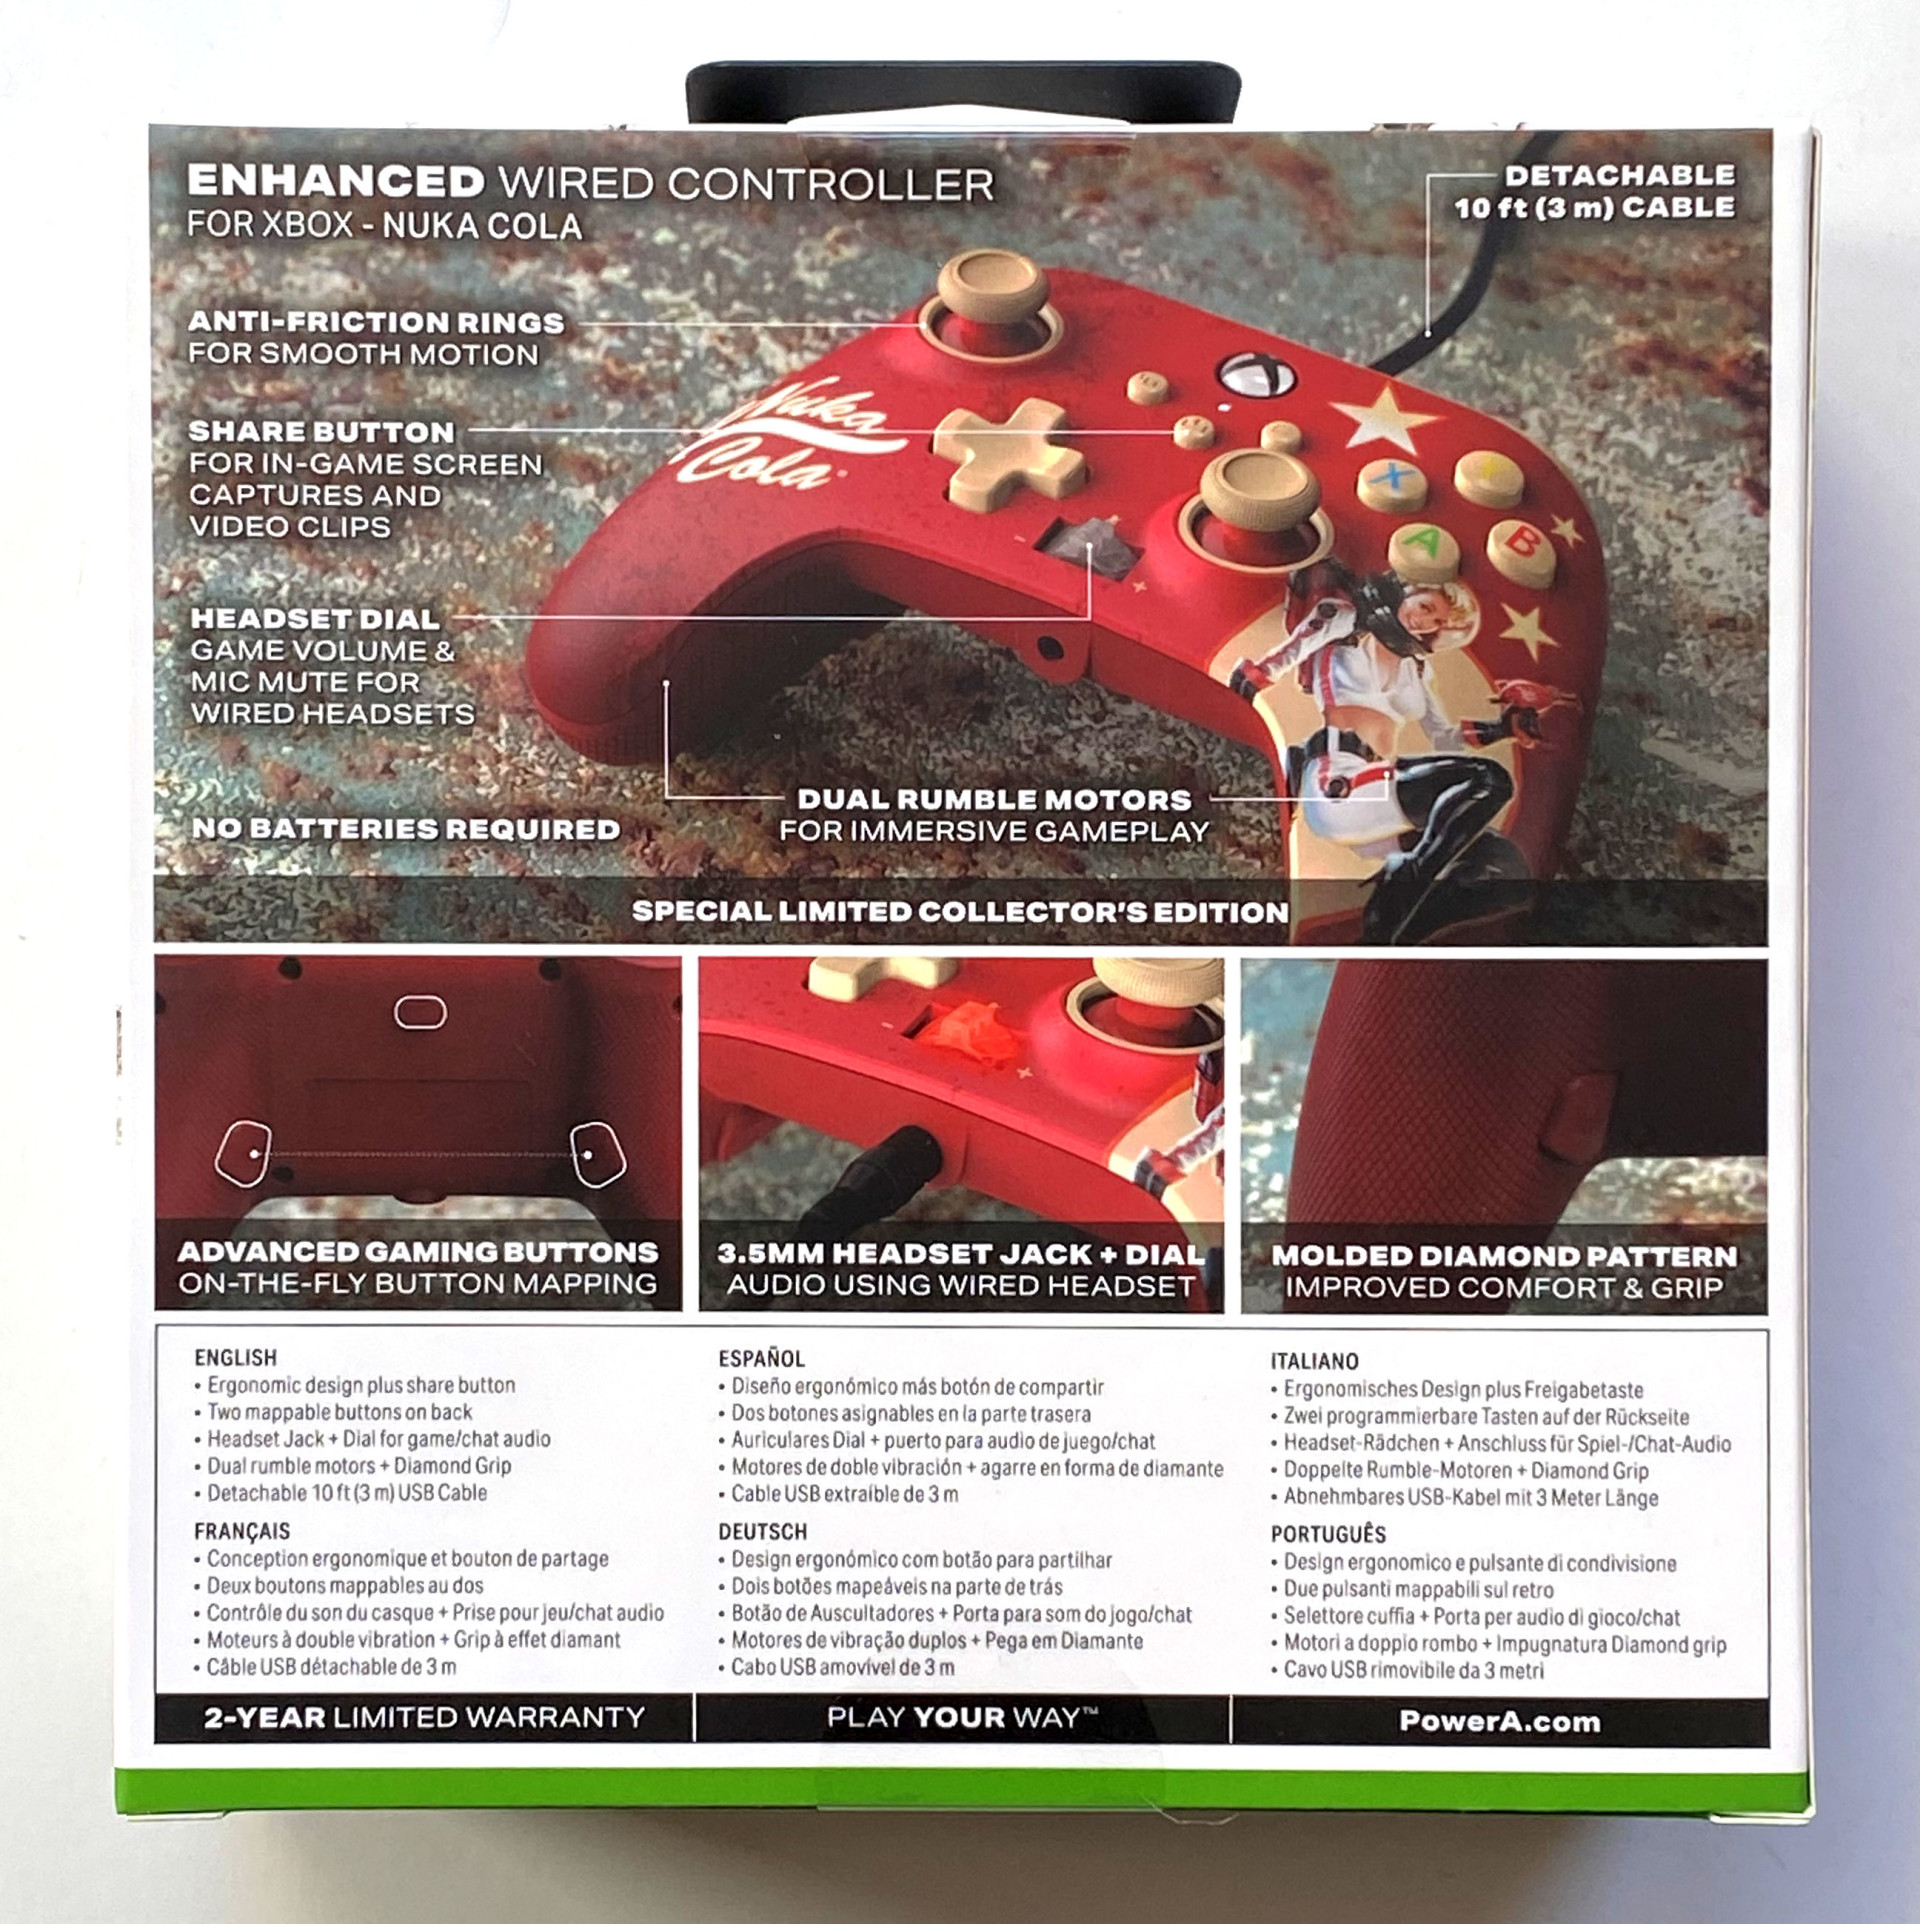 ENHANCED WIRED CONTROLLER
FOR XBOX - NUKA COLA
DETACHABLE
10 ft (3 m) CABLE
ANTI-FRICTION RINGS
FOR SMOOTH MOTION
SHARE BUTTON
FOR IN-GAME SCREEN
CAPTURES AND
VIDEO CLIPS
HEADSET DIAL
GAME VOLUME &
MIC MUTE FOR
WIRED HEADSETS
Nuka
Cola
X
Y
A
B
DUAL RUMBLE MOTORS
FOR IMMERSIVE GAMEPLAY
NO BATTERIES REQUIRED
SPECIAL LIMITED COLLECTOR'S EDITION
ADVANCED GAMING BUTTONS
ON-THE-FLY BUTTON MAPPING
3.5MM HEADSET JACK + DIAL
AUDIO USING WIRED HEADSET
MOLDED DIAMOND PATTERN
IMPROVED COMFORT & GRIP
ENGLISH
• Ergonomic design plus share button
• Two mappable buttons on back
• Headset Jack + Dial for game/chat audio
• Dual rumble motors + Diamond Grip
• Detachable 10 ft (3 m) USB Cable
FRANÇAIS
• Conception ergonomique et bouton de partage
• Deux boutons mappables au dos
• Contrôle du son du casque + Prise pour jeu/chat audio
• Moteurs à double vibration + Grip à effet diamant
• Câble USB détachable de 3 m
ESPAÑOL
• Diseño ergonómico más botón de compartir
• Dos botones asignables en la parte trasera
• Auriculares Dial + puerto para audio de juego/chat
• Motores de doble vibración + agarre en forma de diamante
• Cable USB extraíble de 3 m
DEUTSCH
• Design ergonómico com botão para partilhar
• Dois botões mapeáveis na parte de trás
• Botão de Auscultadores + Porta para som do jogo/chat
• Motores de vibração duplos + Pega em Diamante
• Cabo USB amovível de 3 m
ITALIANO
• Ergonomisches Design plus Freigabetaste
• Zwei programmierbare Tasten auf der Rückseite
• Headset-Rädchen + Anschluss für Spiel-/Chat-Audio
• Doppelte Rumble-Motoren + Diamond Grip
• Abnehmbares USB-Kabel mit 3 Meter Länge
PORTUGUÊS
• Design ergonomico e pulsante di condivisione
• Due pulsanti mappabili sul retro
• Selettore cuffia + Porta per audio di gioco/chat
• Motori a doppio rombo + Impugnatura Diamond grip
• Cavo USB rimovibile da 3 metri
2-YEAR LIMITED WARRANTY
PLAY YOUR WAY™
PowerA.com